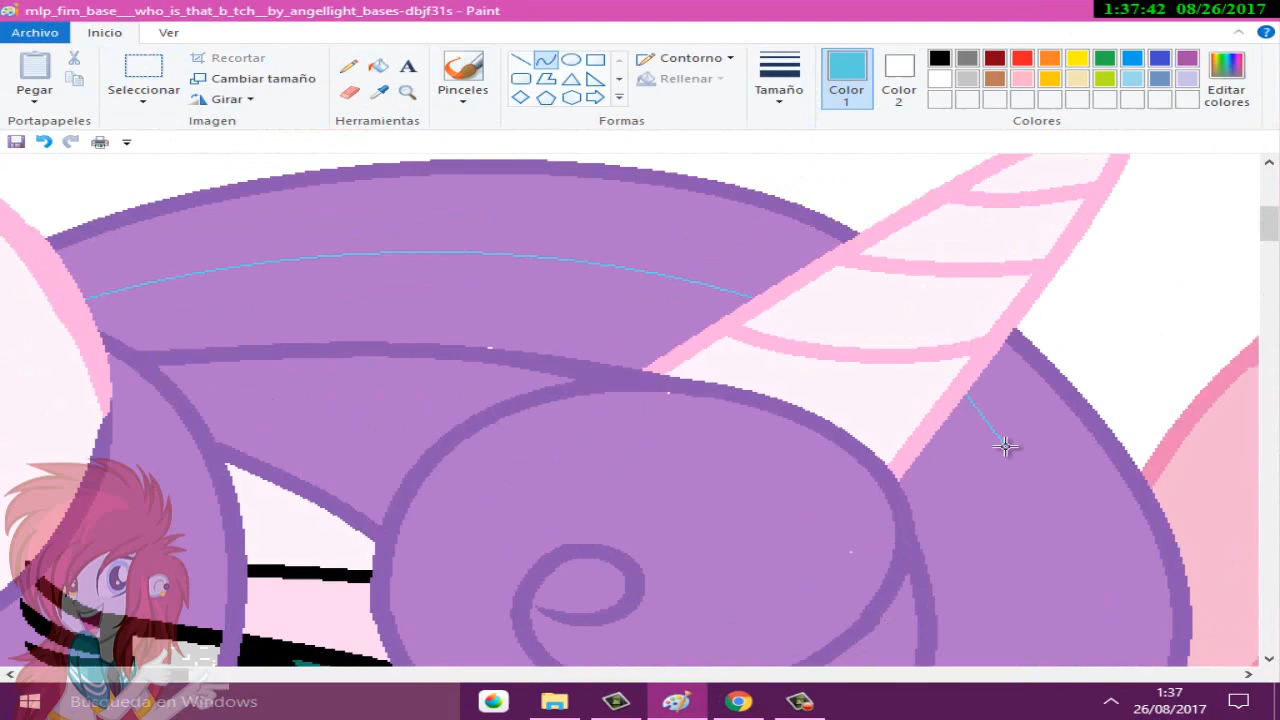 1:37:42 08/26/2017
mlp_fim_base___who_is_that_b_tch__by_angellight_bases-dbjf31s - Paint
Archivo Inicio Ver
Pegar
Portapapeles
Seleccionar
Recortar
Cambiar tamaño
Girar
Imagen
A
Herramientas
Pinceles
Contorno
Rellenar
Formas
Tamaño
Color 1
Color 2
Editar colores
Colores
Búsqueda en Windows
1:37
26/08/2017